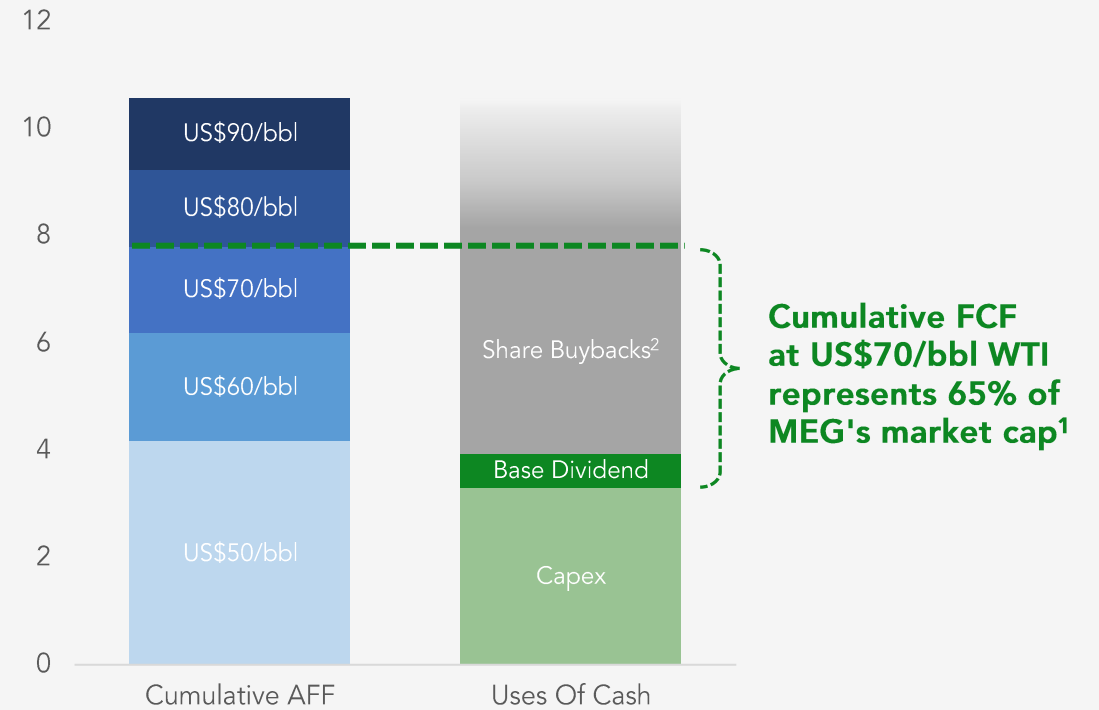 12
10
8
6
4
2
0
US$90/bbl
US$80/bbl
US$70/bbl
US$60/bbl
US$50/bbl
Share Buybacks²
Base Dividend
Capex
Cumulative AFF
Uses Of Cash
Cumulative FCF
at US$70/bbl WTI
represents 65% of
MEG's market cap¹